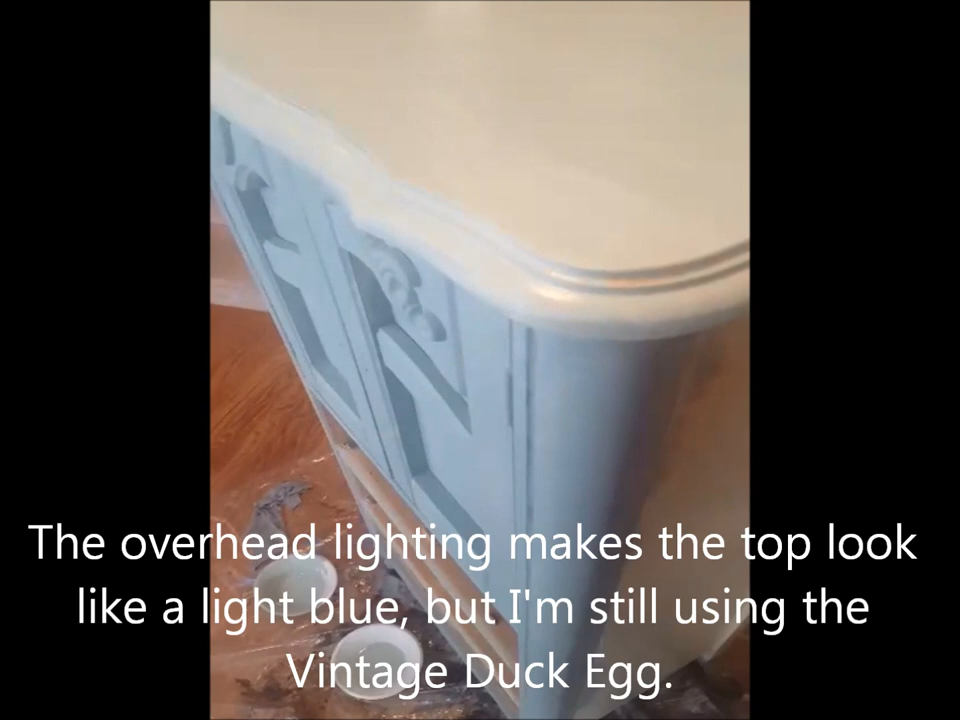 The overhead lighting makes the top look
like a light blue, but I'm still using the
Vintage Duck Egg.